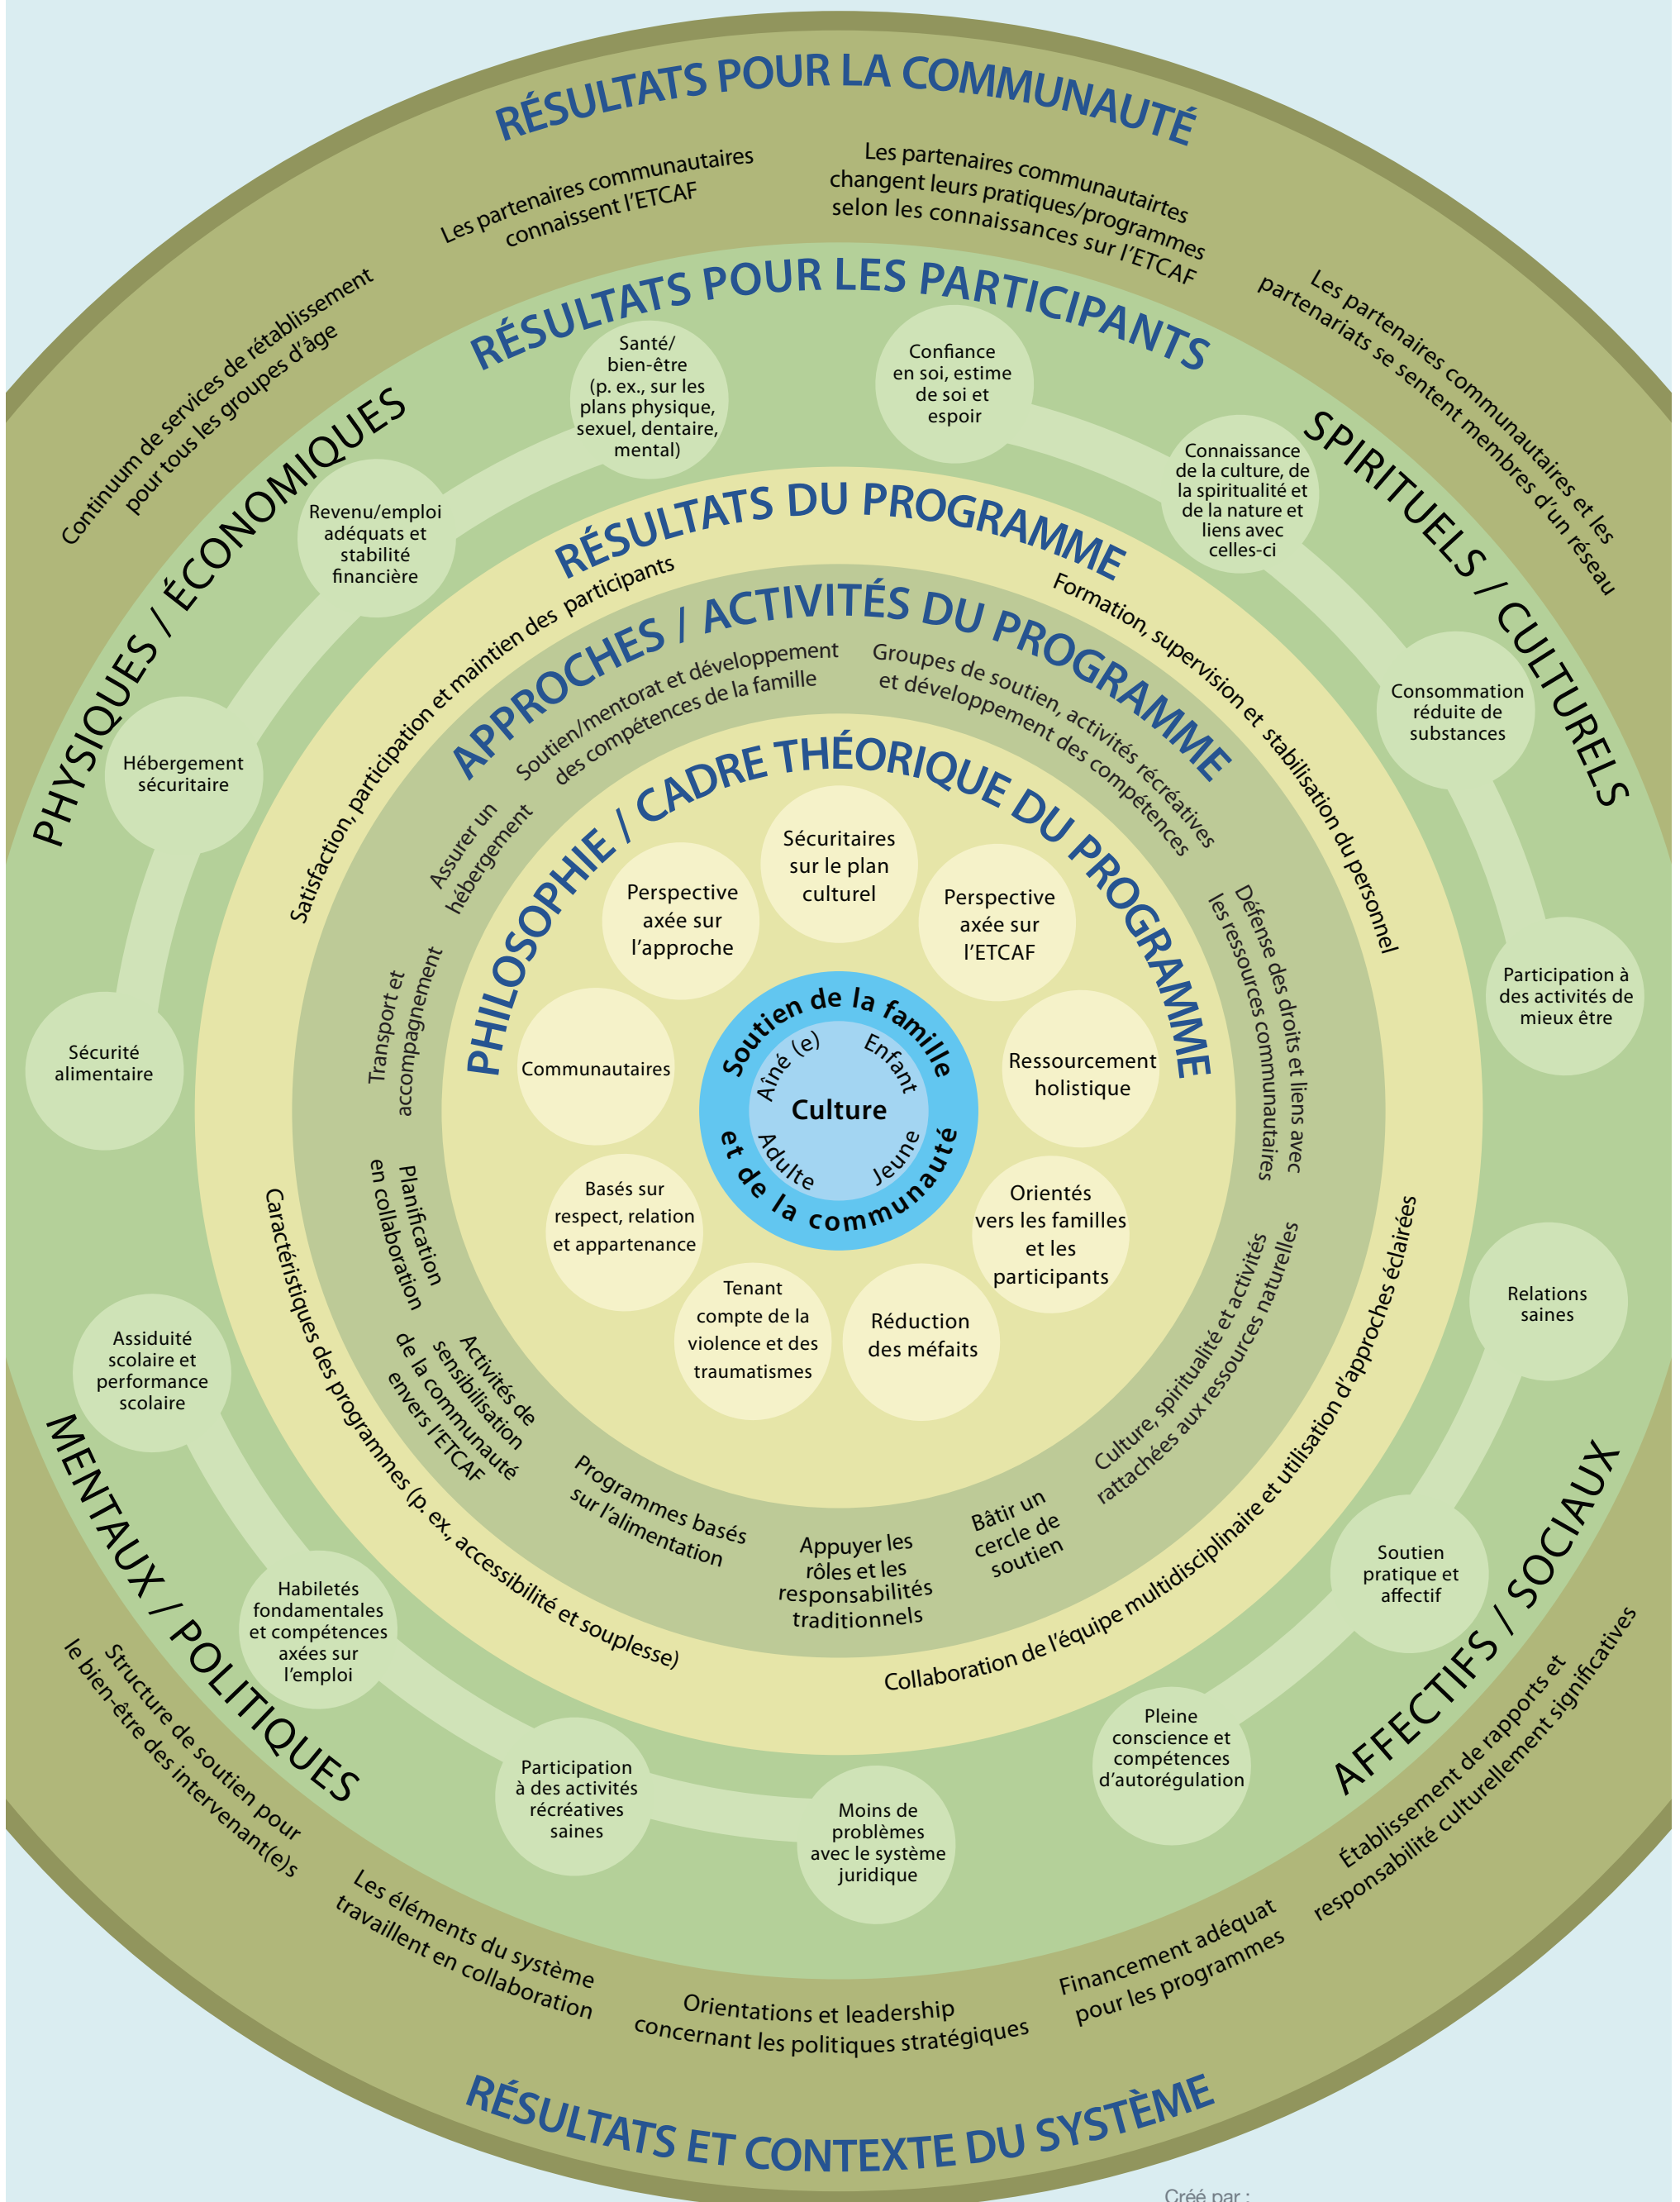 RÉSULTATS POUR LA COMMUNAUTÉ
Continuum de services de rétablissement
pour tous les groupes d’âge
Les partenaires communautaires
connaissent l’ETCAF
Les partenaires communautairtes
changent leurs pratiques/programmes
selon les connaissances sur l’ETCAF
Les partenaires communautaires et les
partenariats se sentent membres d’un réseau
RÉSULTATS POUR LES PARTICIPANTS
PHYSIQUES / ÉCONOMIQUES
Santé/
bien-être
(p. ex., sur les
plans physique,
sexuel, dentaire,
mental)
Revenu/emploi
adéquats et
stabilité
financière
Hébergement
sécuritaire
Sécurité
alimentaire
SPIRITUELS / CULTURELS
Confiance
en soi, estime
de soi et
espoir
Connaissance
de la culture, de
la spiritualité et
de la nature et
liens avec
celles-ci
Consommation
réduite de
substances
Participation à
des activités de
mieux être
RÉSULTATS DU PROGRAMME
Satisfaction, participation et maintien des participants
Formation, supervision et stabilisation du personnel
APPROCHES / ACTIVITÉS DU PROGRAMME
Soutien/mentorat et développement
des compétences de la famille
Groupes de soutien, activités récréatives
et développement des compétences
Assurer un
hébergement
Transport et
accompagnement
Défense des droits et liens avec
les ressources communautaires
PHILOSOPHIE / CADRE THÉORIQUE DU PROGRAMME
Sécuritaires
sur le plan
culturel
Perspective
axée sur
l’approche
Perspective
axée sur
l’ETCAF
Communautaires
Ressourcement
holistique
Soutien de la famille
et de la communauté
Aîné (e)
Enfant
Culture
Adulte
Jeune
Basés sur
respect, relation
et appartenance
Orientés
vers les familles
et les
participants
Tenant
compte de la
violence et des
traumatismes
Réduction
des méfaits
Planification
en collaboration
Activités de
sensibilisation
de la communauté
envers l’ETCAF
Programmes basés
sur l’alimentation
Appuyer les
rôles et les
responsabilités
traditionnels
Bâtir un
cercle de
soutien
Culture, spiritualité et activités
rattachées aux ressources naturelles
Caractéristiques des programmes (p. ex., accessibilité et souplesse)
Collaboration de l’équipe multidisciplinaire et utilisation d’approches éclairées
MENTAUX / POLITIQUES
Assiduité
scolaire et
performance
scolaire
Habiletés
fondamentales
et compétences
axées sur
l’emploi
Participation
à des activités
récréatives
saines
Moins de
problèmes
avec le système
juridique
AFFECTIFS / SOCIAUX
Relations
saines
Soutien
pratique et
affectif
Pleine
conscience et
compétences
d’autorégulation
Structure de soutien pour
le bien-être des intervenant(e)s
Les éléments du système
travaillent en collaboration
Orientations et leadership
concernant les politiques stratégiques
Financement adéquat
pour les programmes
Établissement de rapports et
responsabilité culturellement significatives
RÉSULTATS ET CONTEXTE DU SYSTÈME
Créé par :